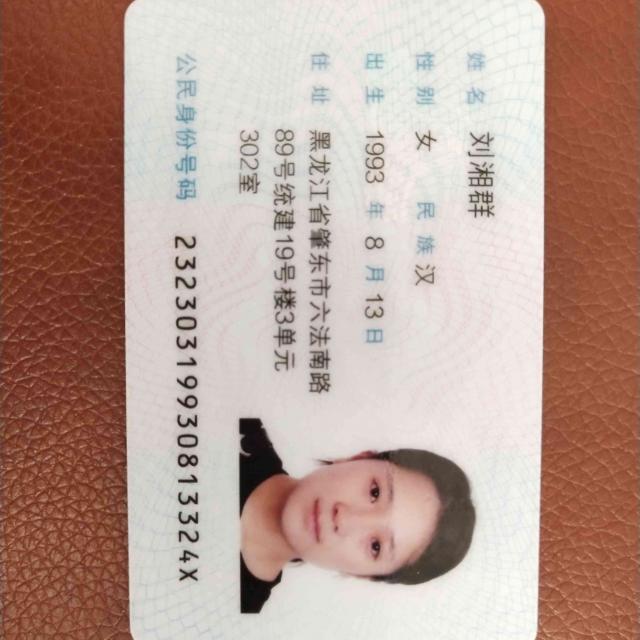 姓名 刘湘群
性别 女 民族 汉
出生 1993 年 8 月 13 日
住址 黑龙江省肇东市六法南路
89号统建19号楼3单元
302室
公民身份号码 23230319930813324X